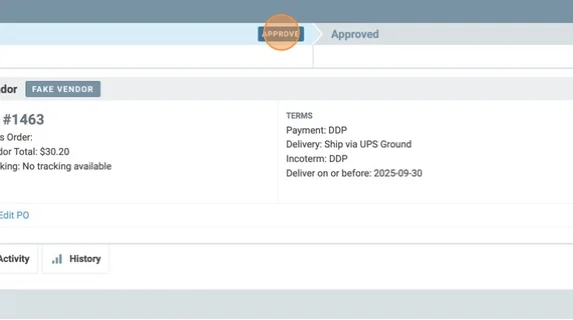 APPROVE
Approved
dor FAKE VENDOR
#1463
s Order:
dor Total: $30.20
king: No tracking available
TERMS
Payment: DDP
Delivery: Ship via UPS Ground
Incoterm: DDP
Deliver on or before: 2025-09-30
Edit PO
Activity
History